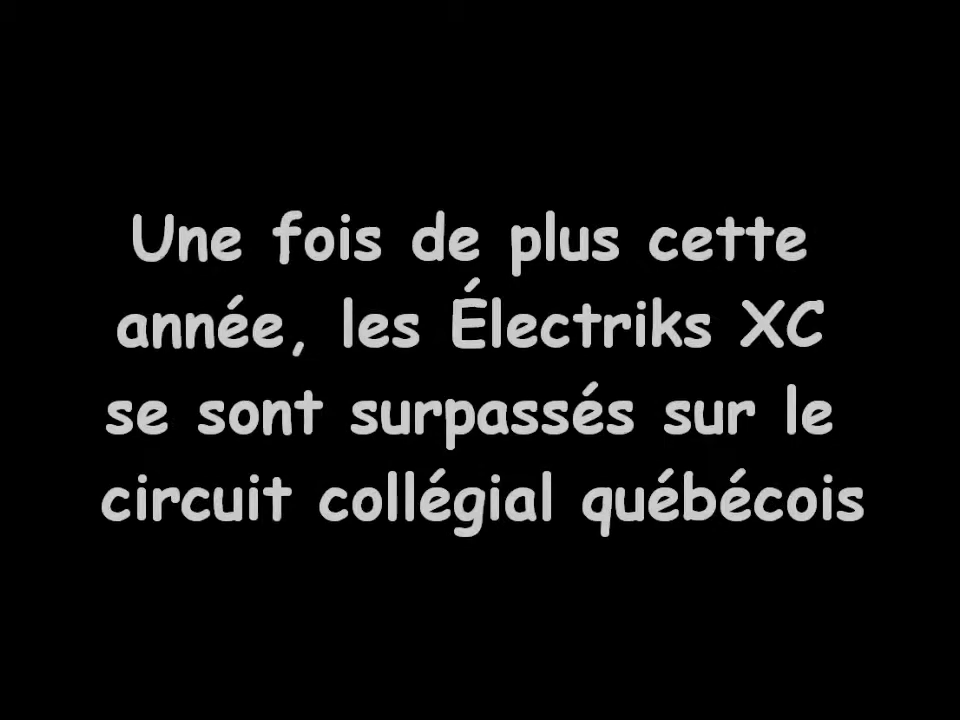 Une fois de plus cette
année, les Électriks XC
se sont surpassés sur le
circuit collégial québécois